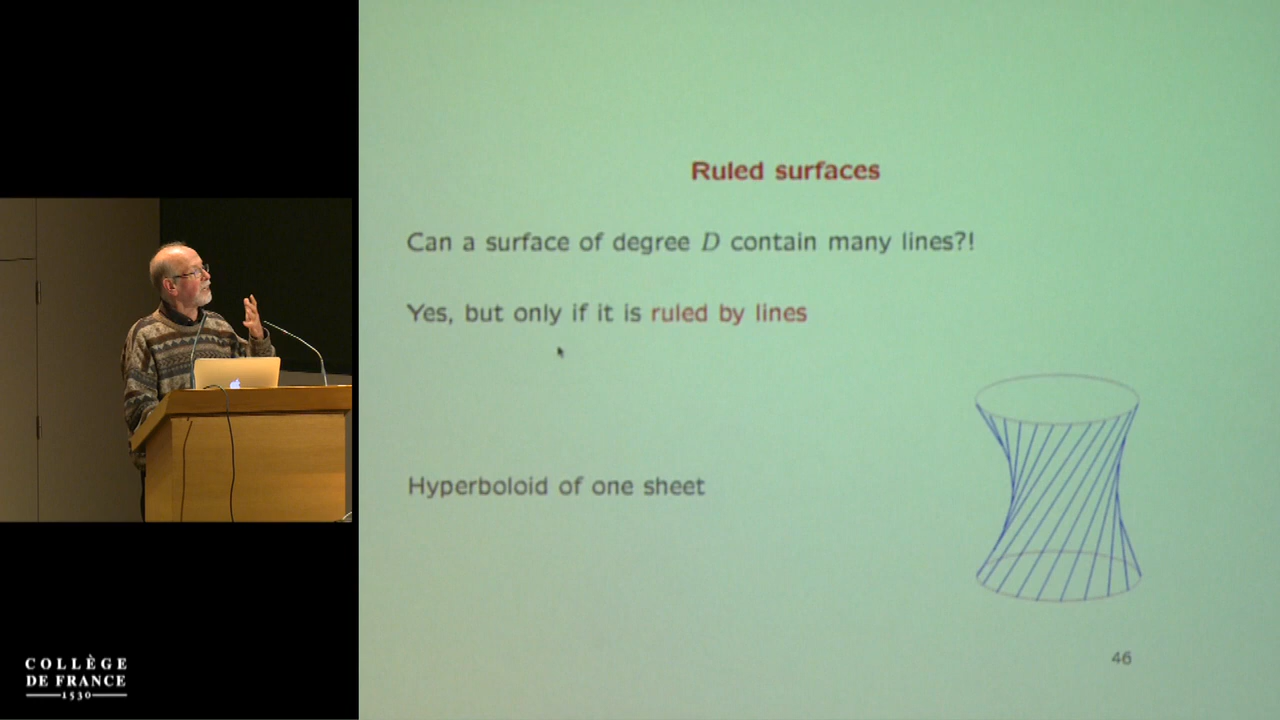 Ruled surfaces
Can a surface of degree D contain many lines?!
Yes, but only if it is ruled by lines
Hyperboloid of one sheet
46
COLLÈGE
DE FRANCE
1530